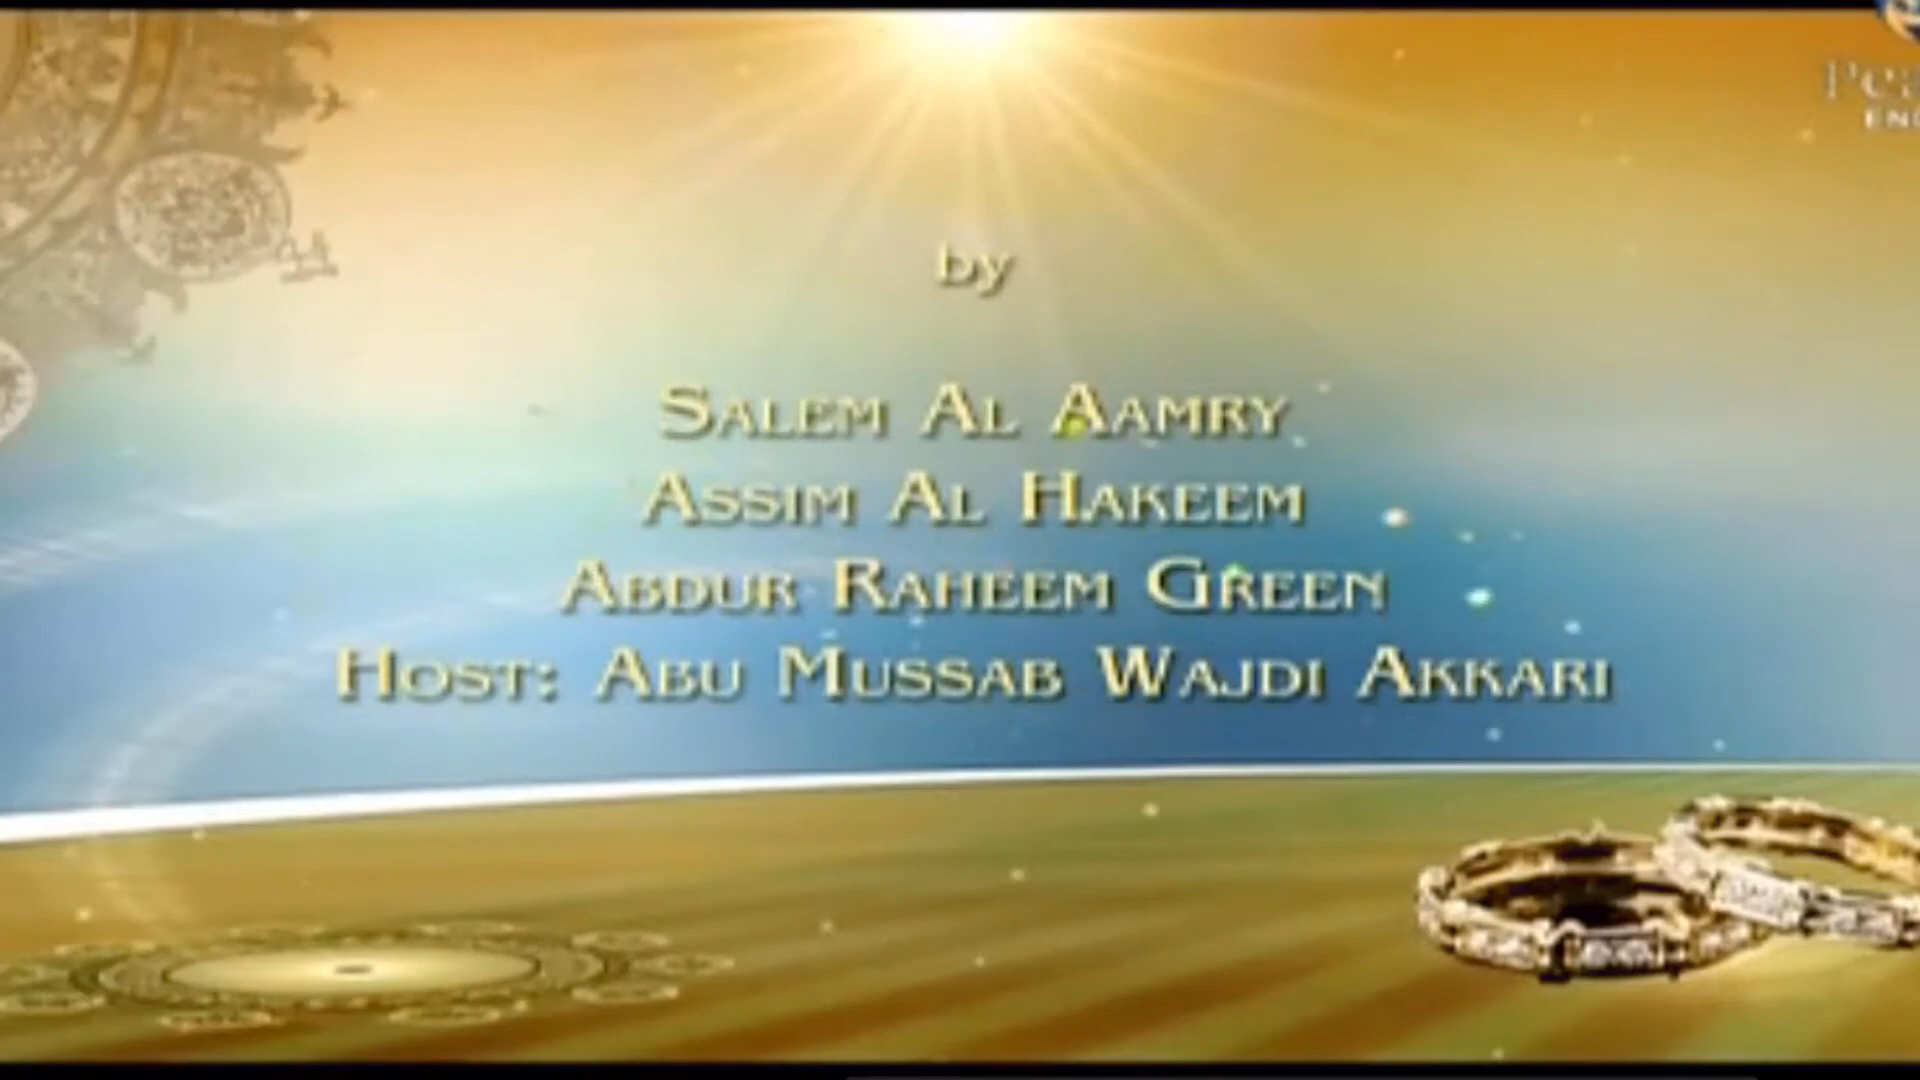 by
SALEM AL AAMRY
ASSIM AL HAKEEM
ABDUR RAHEEM GREEN
HOST: ABU MUSSAB WAJDI AKKARI